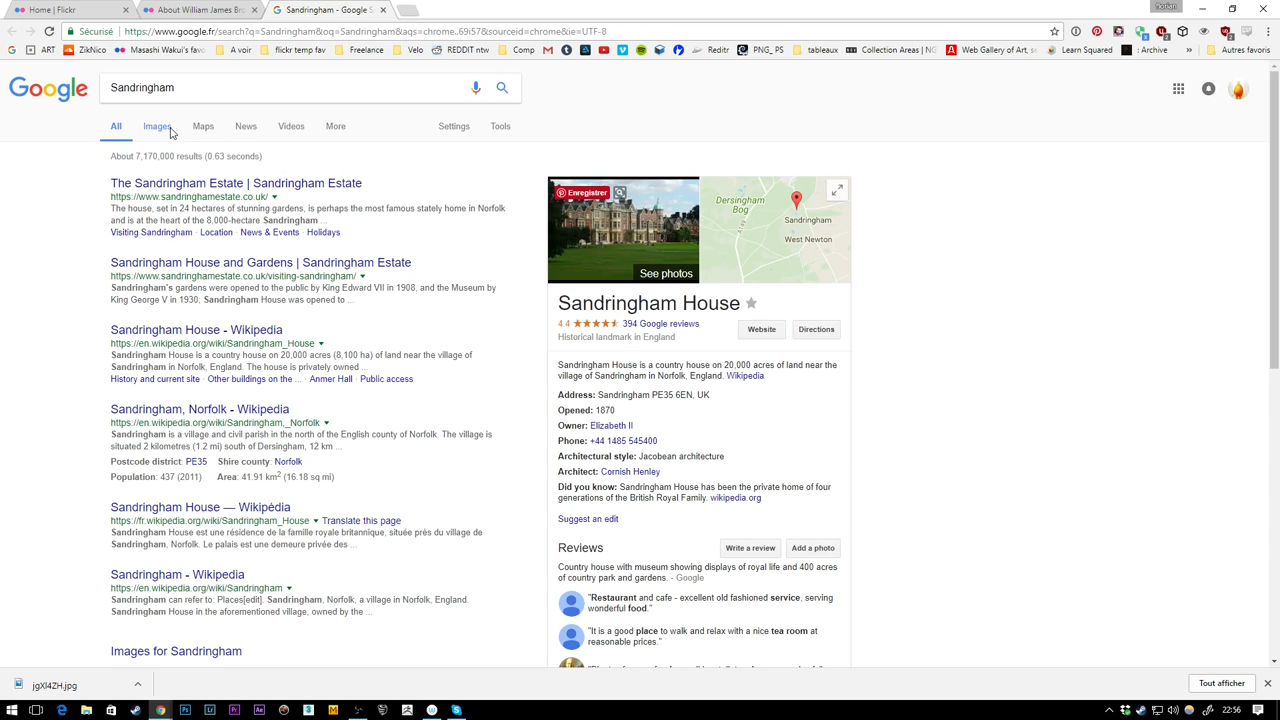 Home | Flickr
About William James Bro
Sandringham - Google S
florian
Sécurisé
https://www.google.fr/search?q=Sandringham&oq=Sandringham&aqs=chrome..69i57&sourceid=chrome&ie=UTF-8
ART
ZikNico
Masashi Wakui's favo
A voir
flickr temp fav
Freelance
Velo
REDDIT ntw
Comp
Reditr
PNG_ PS
tableaux
Collection Areas | NG
Web Gallery of Art, s
Learn Squared
: Archive
Autres favoris
Google
Sandringham
All Images Maps News Videos More Settings Tools
About 7,170,000 results (0.63 seconds)
The Sandringham Estate | Sandringham Estate
https://www.sandringhamestate.co.uk/
The house, set in 24 hectares of stunning gardens, is perhaps the most famous stately home in Norfolk
and is at the heart of the 8,000-hectare Sandringham ...
Visiting Sandringham · Location · News & Events · Holidays
Sandringham House and Gardens | Sandringham Estate
https://www.sandringhamestate.co.uk/visiting-sandringham/
Sandringham's gardens were opened to the public by King Edward VII in 1908, and the Museum by
King George V in 1930; Sandringham House was opened to ...
Sandringham House - Wikipedia
https://en.wikipedia.org/wiki/Sandringham_House
Sandringham House is a country house on 20,000 acres (8,100 ha) of land near the village of
Sandringham in Norfolk, England. The house is privately owned ...
History and current site · Other buildings on the ... · Anmer Hall · Public access
Sandringham, Norfolk - Wikipedia
https://en.wikipedia.org/wiki/Sandringham,_Norfolk
Sandringham is a village and civil parish in the north of the English county of Norfolk. The village is
situated 2 kilometres (1.2 mi) south of Dersingham, 12 km ...
Postcode district: PE35 Shire county: Norfolk
Population: 437 (2011) Area: 41.91 km² (16.18 sq mi)
Sandringham House — Wikipédia
https://fr.wikipedia.org/wiki/Sandringham_House Translate this page
Sandringham House est une résidence de la famille royale britannique, située près du village de
Sandringham, Norfolk. Le palais est une demeure privée des ...
Sandringham - Wikipedia
https://en.wikipedia.org/wiki/Sandringham
Sandringham can refer to: Places[edit]. Sandringham, Norfolk, a village in Norfolk, England.
Sandringham House in the aforementioned village, owned by the ...
Images for Sandringham
Enregistrer
See photos
Dersingham
Bog
Sandringham
West Newton
Sandringham House
4.4 394 Google reviews
Historical landmark in England
Website
Directions
Sandringham House is a country house on 20,000 acres of land near the
village of Sandringham in Norfolk, England. Wikipedia
Address: Sandringham PE35 6EN, UK
Opened: 1870
Owner: Elizabeth II
Phone: +44 1485 545400
Architectural style: Jacobean architecture
Architect: Cornish Henley
Did you know: Sandringham House has been the private home of four
generations of the British Royal Family. wikipedia.org
Suggest an edit
Reviews
Write a review
Add a photo
Country house with museum showing displays of royal life and 400 acres
of country park and gardens. - Google
"Restaurant and cafe - excellent old fashioned service, serving
wonderful food."
"It is a good place to walk and relax with a nice tea room at
reasonable prices."
jgXl4ZH.jpg
Tout afficher
22:56